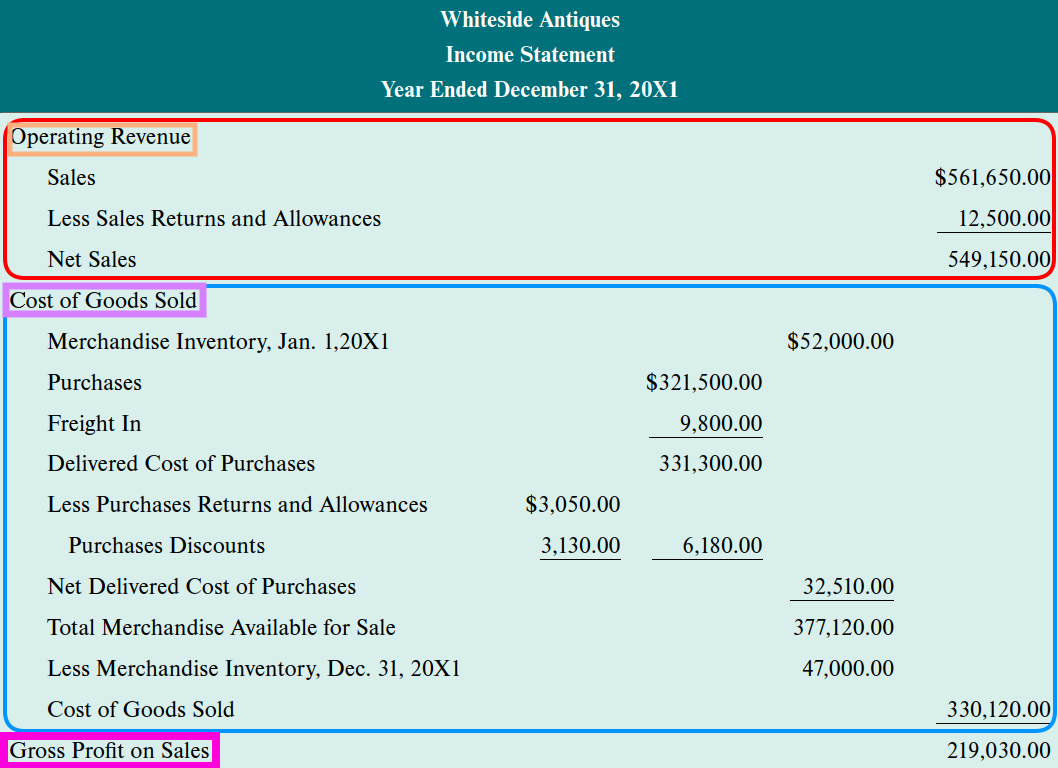 Whiteside Antiques
Income Statement
Year Ended December 31, 20X1
Operating Revenue
Sales $561,650.00
Less Sales Returns and Allowances 12,500.00
Net Sales 549,150.00
Cost of Goods Sold
Merchandise Inventory, Jan. 1,20X1 $52,000.00
Purchases $321,500.00
Freight In 9,800.00
Delivered Cost of Purchases 331,300.00
Less Purchases Returns and Allowances $3,050.00
Purchases Discounts 3,130.00 6,180.00
Net Delivered Cost of Purchases 32,510.00
Total Merchandise Available for Sale 377,120.00
Less Merchandise Inventory, Dec. 31, 20X1 47,000.00
Cost of Goods Sold 330,120.00
Gross Profit on Sales 219,030.00